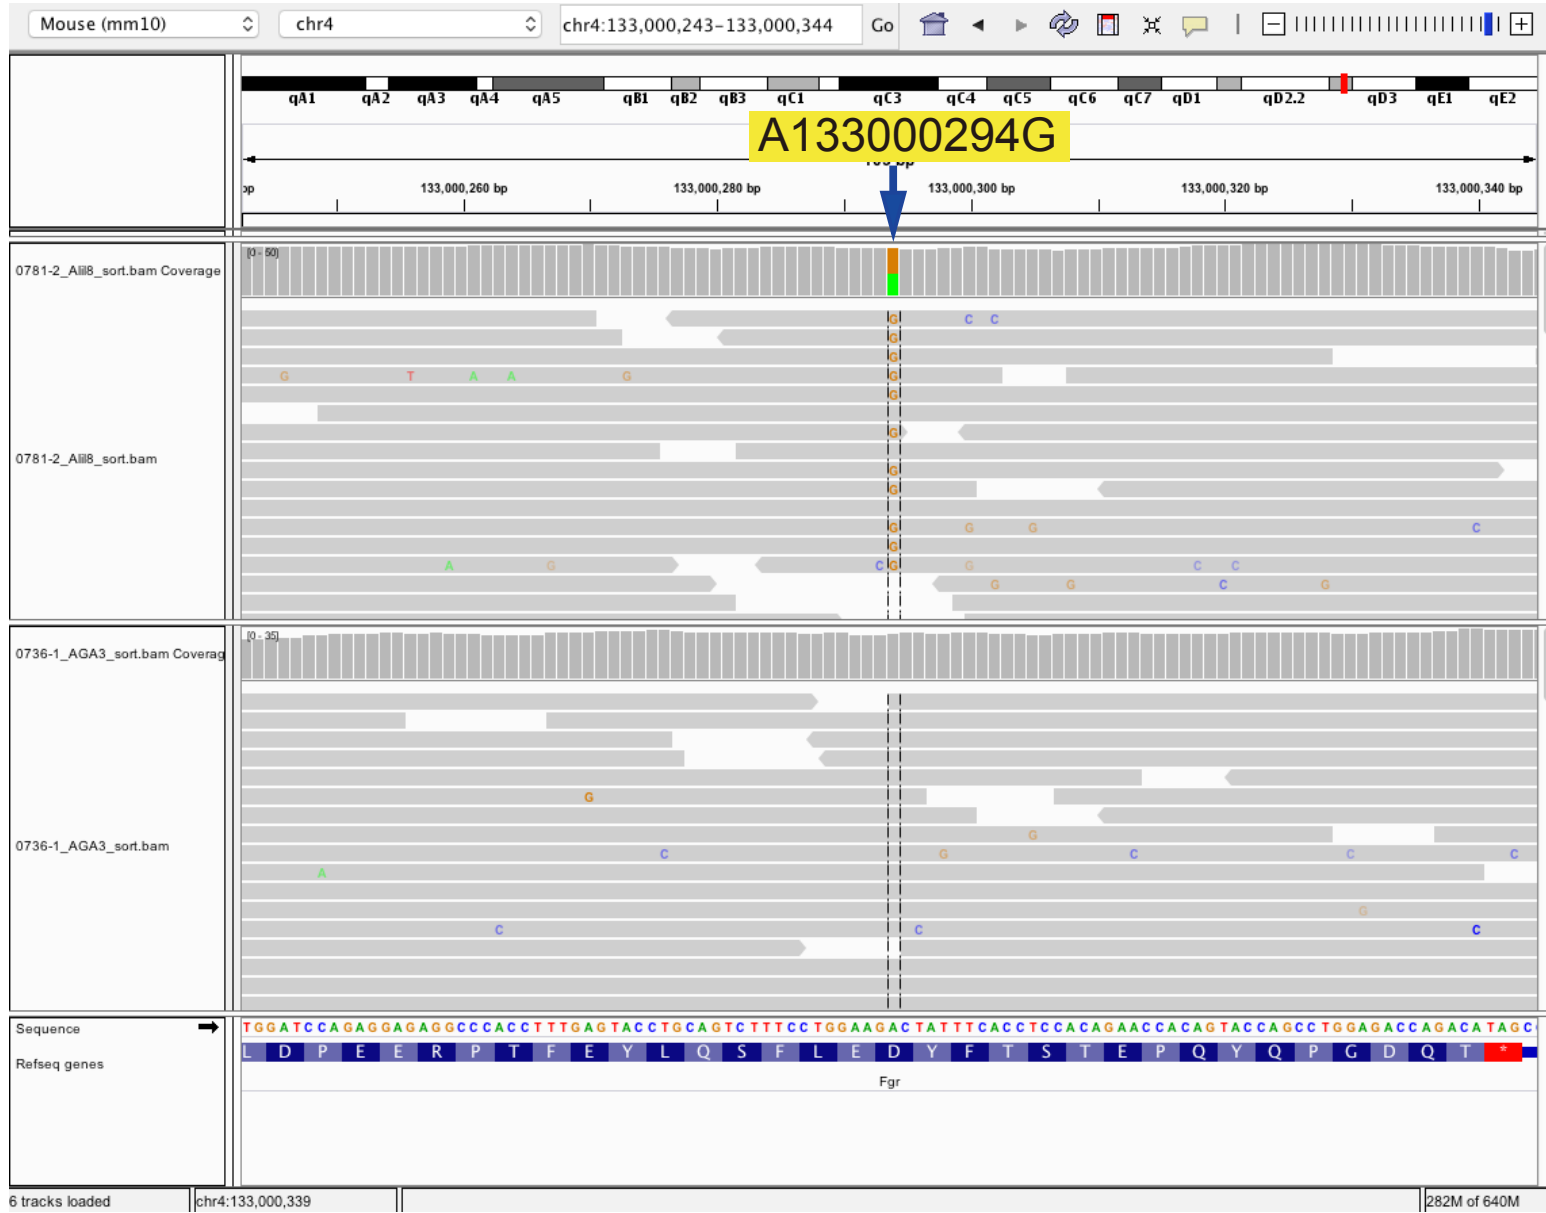 Mouse (mm10) chr4 chr4:133,000,243-133,000,344 Go
qA1 qA2 qA3 qA4 qA5 qB1 qB2 qB3 qC1 qC3 qC4 qC5 qC6 qC7 qD1 qD2.2 qD3 qE1 qE2
A133000294G
bp
bp 133,000,260 bp 133,000,280 bp 133,000,300 bp 133,000,320 bp 133,000,340 bp
0781-2_Alil8_sort.bam Coverage
[0 - 50]
G C C
G
G
G T A A G G
G
G
0781-2_Alil8_sort.bam
G
G
G G G C
G
A G C G G C C
G G C G
0736-1_AGA3_sort.bam Coverag
[0 - 35]
G
G
0736-1_AGA3_sort.bam
C G C C C
A
G
C C C
Sequence
TGGATCCAGAGGAGAGGCCCACCTTTGAGTACCTGCAGTCTTTCCTGGAAGACTATTTCACCTCCACAGAACCACAGTACCAGCCTGGAGACCAGACATAGC
L D P E E R P T F E Y L Q S F L E D Y F T S T E P Q Y Q P G D Q T *
Refseq genes
Fgr
6 tracks loaded chr4:133,000,339 282M of 640M